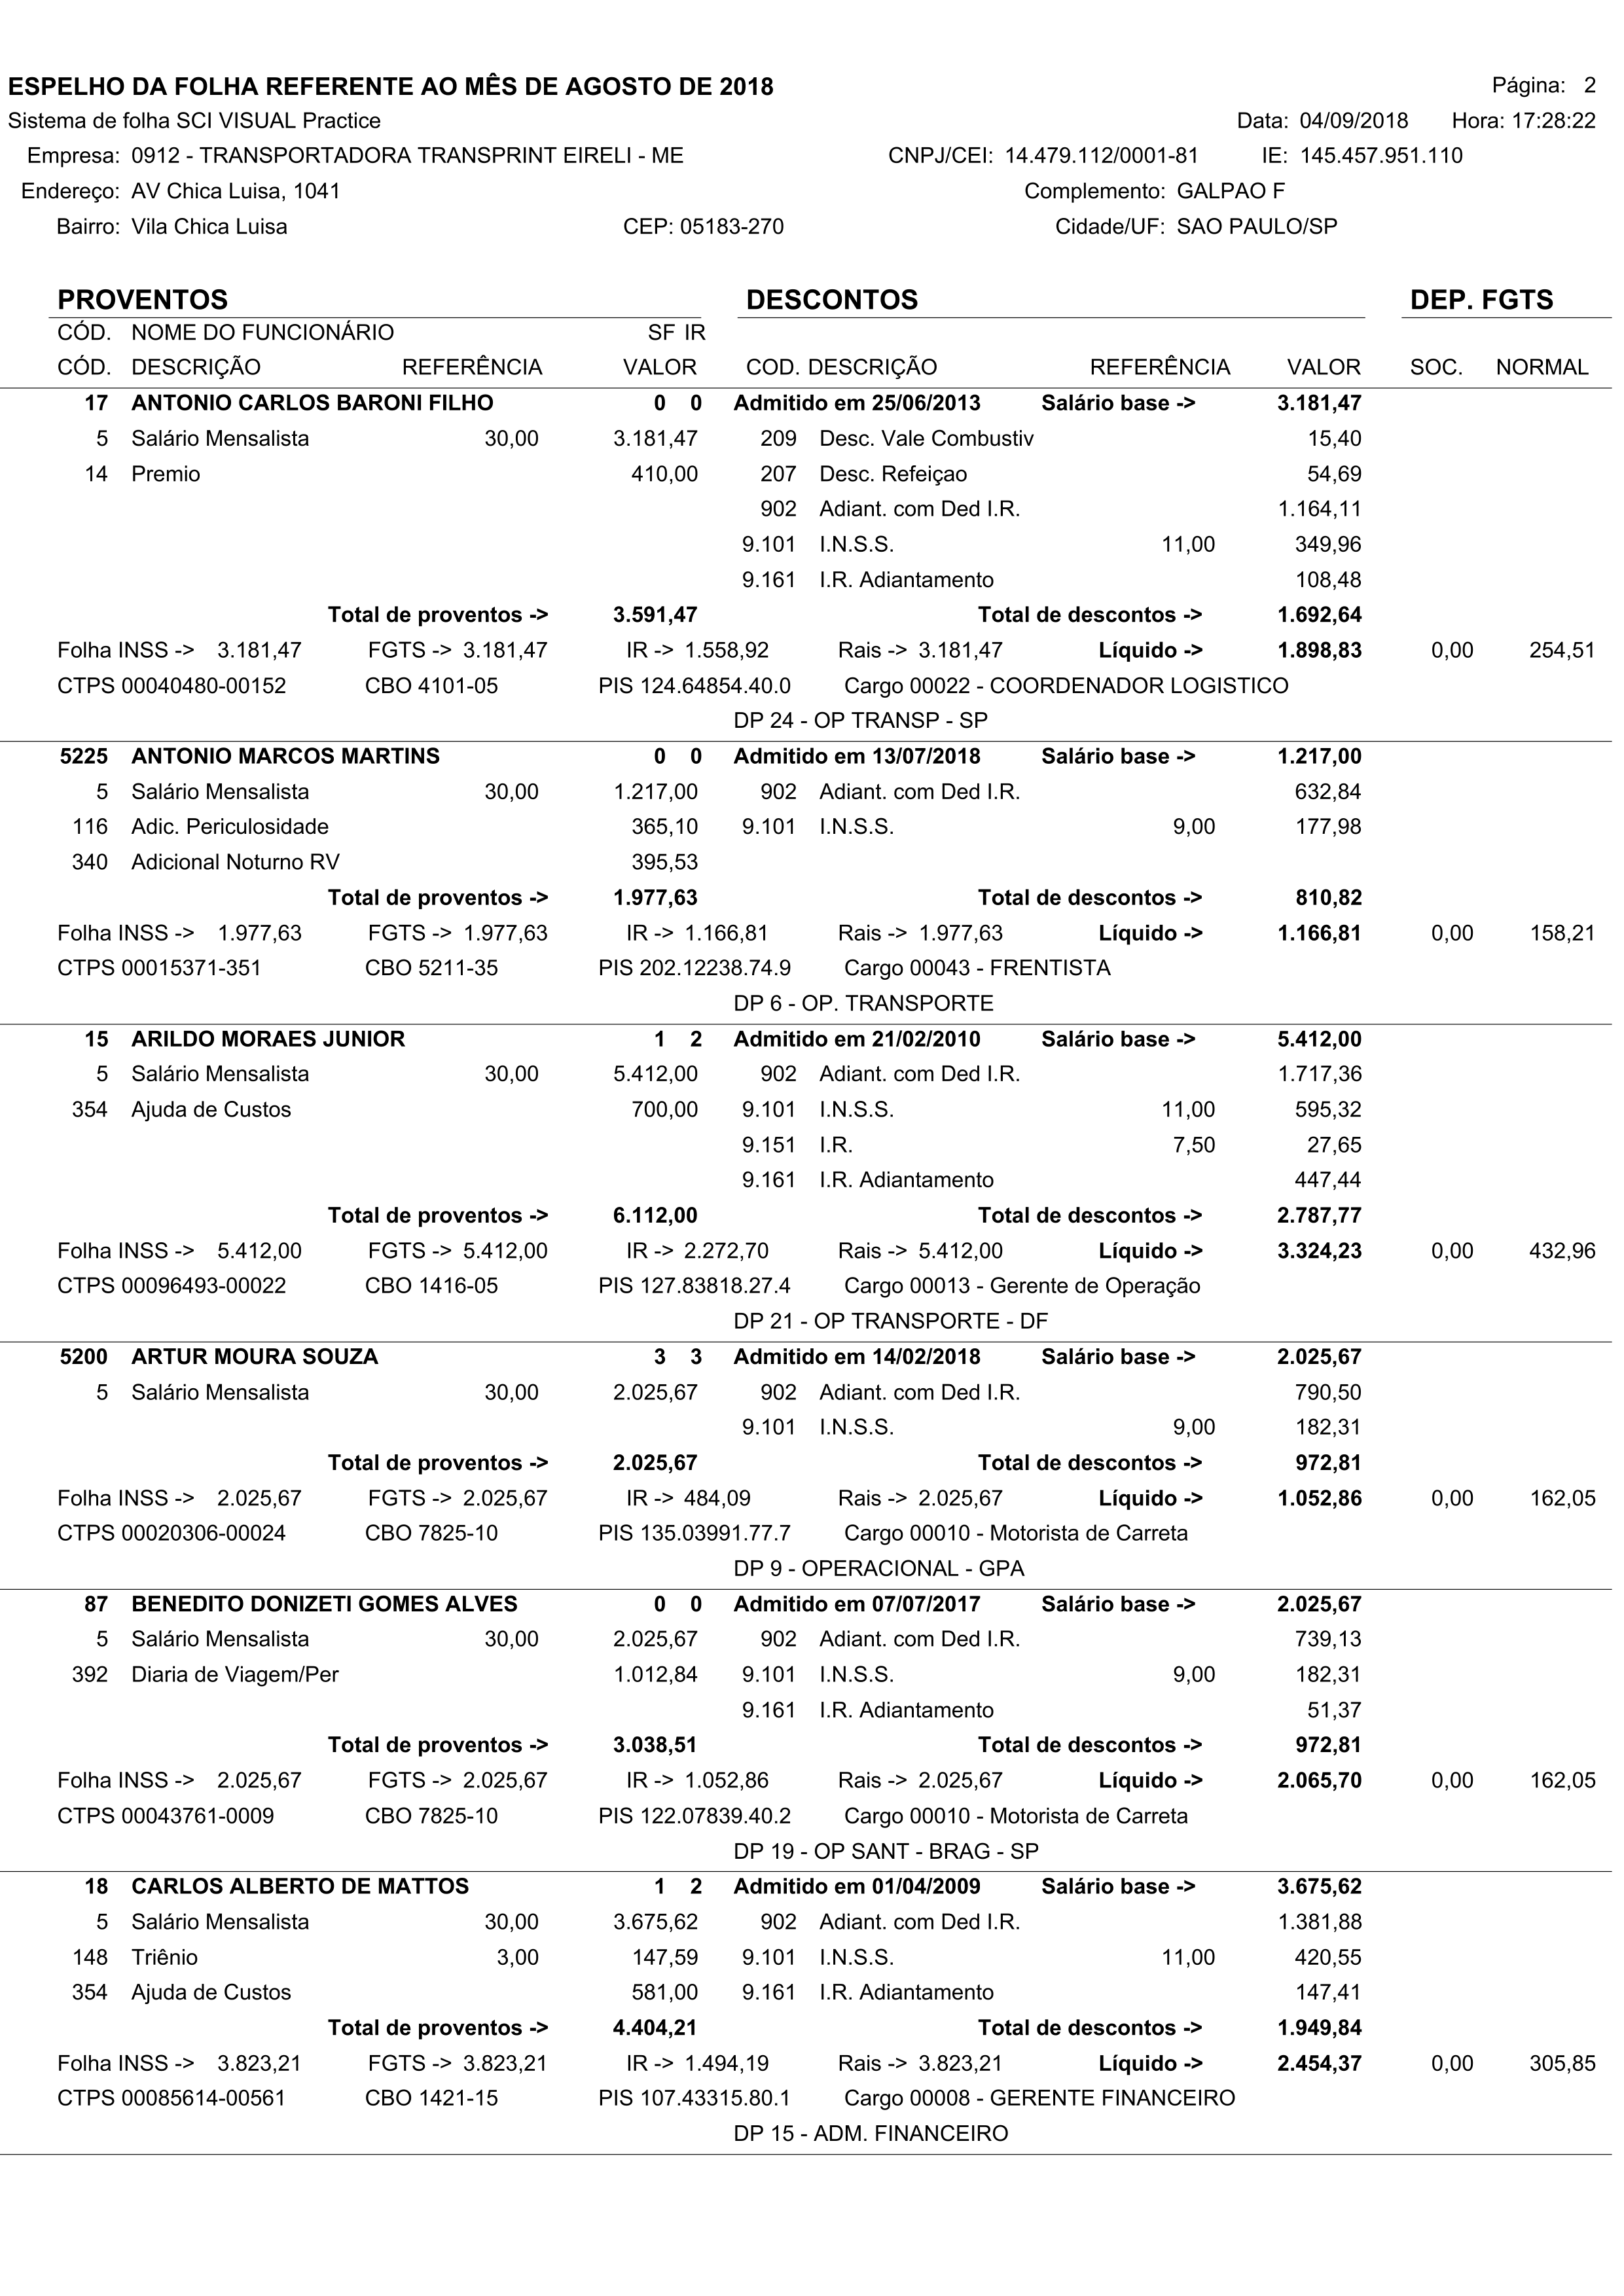 ESPELHO DA FOLHA REFERENTE AO MÊS DE AGOSTO DE 2018 Página: 2
Sistema de folha SCI VISUAL Practice Data: 04/09/2018 Hora: 17:28:22
Empresa: 0912 - TRANSPORTADORA TRANSPRINT EIRELI - ME CNPJ/CEI: 14.479.112/0001-81 IE: 145.457.951.110
Endereço: AV Chica Luisa, 1041 Complemento: GALPAO F
Bairro: Vila Chica Luisa CEP: 05183-270 Cidade/UF: SAO PAULO/SP
PROVENTOS DESCONTOS DEP. FGTS
CÓD. NOME DO FUNCIONÁRIO SF IR
CÓD. DESCRIÇÃO REFERÊNCIA VALOR COD. DESCRIÇÃO REFERÊNCIA VALOR SOC. NORMAL
17 ANTONIO CARLOS BARONI FILHO 0 0 Admitido em 25/06/2013 Salário base -> 3.181,47
5 Salário Mensalista 30,00 3.181,47 209 Desc. Vale Combustiv 15,40
14 Premio 410,00 207 Desc. Refeiçao 54,69
902 Adiant. com Ded I.R. 1.164,11
9.101 I.N.S.S. 11,00 349,96
9.161 I.R. Adiantamento 108,48
Total de proventos -> 3.591,47 Total de descontos -> 1.692,64
Folha INSS -> 3.181,47 FGTS -> 3.181,47 IR -> 1.558,92 Rais -> 3.181,47 Líquido -> 1.898,83 0,00 254,51
CTPS 00040480-00152 CBO 4101-05 PIS 124.64854.40.0 Cargo 00022 - COORDENADOR LOGISTICO
DP 24 - OP TRANSP - SP
5225 ANTONIO MARCOS MARTINS 0 0 Admitido em 13/07/2018 Salário base -> 1.217,00
5 Salário Mensalista 30,00 1.217,00 902 Adiant. com Ded I.R. 632,84
116 Adic. Periculosidade 365,10 9.101 I.N.S.S. 9,00 177,98
340 Adicional Noturno RV 395,53
Total de proventos -> 1.977,63 Total de descontos -> 810,82
Folha INSS -> 1.977,63 FGTS -> 1.977,63 IR -> 1.166,81 Rais -> 1.977,63 Líquido -> 1.166,81 0,00 158,21
CTPS 00015371-351 CBO 5211-35 PIS 202.12238.74.9 Cargo 00043 - FRENTISTA
DP 6 - OP. TRANSPORTE
15 ARILDO MORAES JUNIOR 1 2 Admitido em 21/02/2010 Salário base -> 5.412,00
5 Salário Mensalista 30,00 5.412,00 902 Adiant. com Ded I.R. 1.717,36
354 Ajuda de Custos 700,00 9.101 I.N.S.S. 11,00 595,32
9.151 I.R. 7,50 27,65
9.161 I.R. Adiantamento 447,44
Total de proventos -> 6.112,00 Total de descontos -> 2.787,77
Folha INSS -> 5.412,00 FGTS -> 5.412,00 IR -> 2.272,70 Rais -> 5.412,00 Líquido -> 3.324,23 0,00 432,96
CTPS 00096493-00022 CBO 1416-05 PIS 127.83818.27.4 Cargo 00013 - Gerente de Operação
DP 21 - OP TRANSPORTE - DF
5200 ARTUR MOURA SOUZA 3 3 Admitido em 14/02/2018 Salário base -> 2.025,67
5 Salário Mensalista 30,00 2.025,67 902 Adiant. com Ded I.R. 790,50
9.101 I.N.S.S. 9,00 182,31
Total de proventos -> 2.025,67 Total de descontos -> 972,81
Folha INSS -> 2.025,67 FGTS -> 2.025,67 IR -> 484,09 Rais -> 2.025,67 Líquido -> 1.052,86 0,00 162,05
CTPS 00020306-00024 CBO 7825-10 PIS 135.03991.77.7 Cargo 00010 - Motorista de Carreta
DP 9 - OPERACIONAL - GPA
87 BENEDITO DONIZETI GOMES ALVES 0 0 Admitido em 07/07/2017 Salário base -> 2.025,67
5 Salário Mensalista 30,00 2.025,67 902 Adiant. com Ded I.R. 739,13
392 Diaria de Viagem/Per 1.012,84 9.101 I.N.S.S. 9,00 182,31
9.161 I.R. Adiantamento 51,37
Total de proventos -> 3.038,51 Total de descontos -> 972,81
Folha INSS -> 2.025,67 FGTS -> 2.025,67 IR -> 1.052,86 Rais -> 2.025,67 Líquido -> 2.065,70 0,00 162,05
CTPS 00043761-0009 CBO 7825-10 PIS 122.07839.40.2 Cargo 00010 - Motorista de Carreta
DP 19 - OP SANT - BRAG - SP
18 CARLOS ALBERTO DE MATTOS 1 2 Admitido em 01/04/2009 Salário base -> 3.675,62
5 Salário Mensalista 30,00 3.675,62 902 Adiant. com Ded I.R. 1.381,88
148 Triênio 3,00 147,59 9.101 I.N.S.S. 11,00 420,55
354 Ajuda de Custos 581,00 9.161 I.R. Adiantamento 147,41
Total de proventos -> 4.404,21 Total de descontos -> 1.949,84
Folha INSS -> 3.823,21 FGTS -> 3.823,21 IR -> 1.494,19 Rais -> 3.823,21 Líquido -> 2.454,37 0,00 305,85
CTPS 00085614-00561 CBO 1421-15 PIS 107.43315.80.1 Cargo 00008 - GERENTE FINANCEIRO
DP 15 - ADM. FINANCEIRO